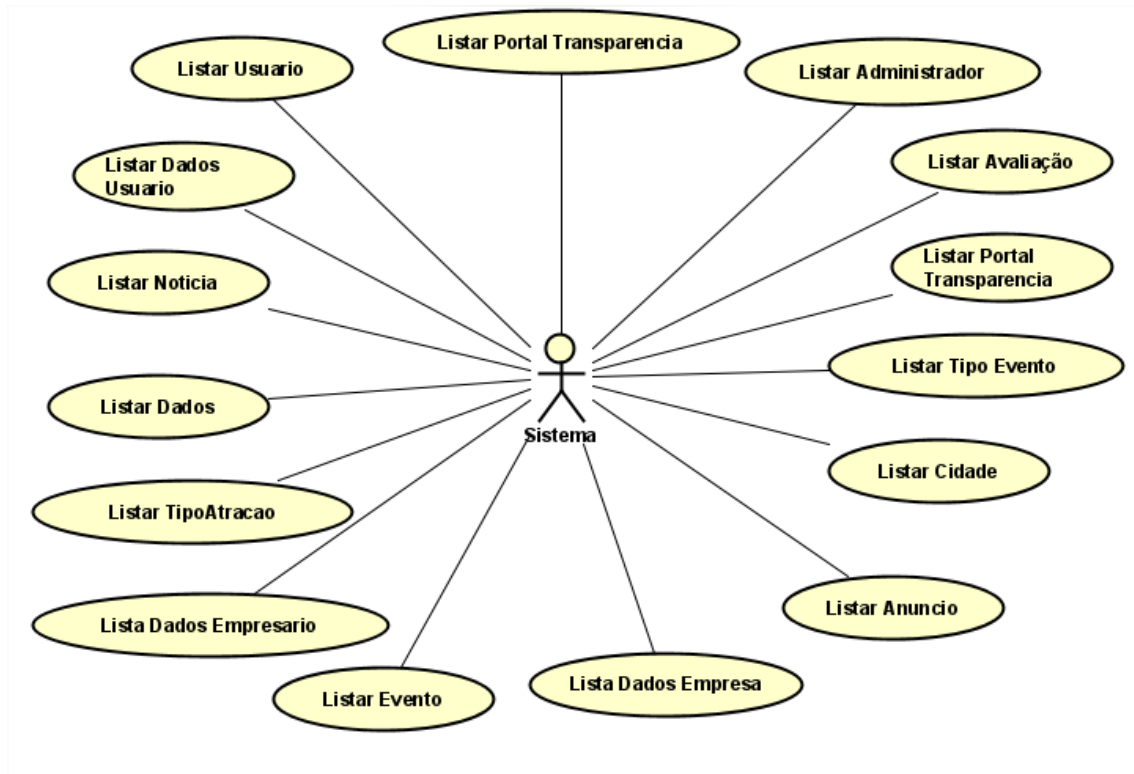 Listar Portal Transparencia
Listar Usuario
Listar Administrador
Listar Dados
Usuario
Listar Avaliação
Listar Noticia
Listar Portal
Transparencia
Listar Tipo Evento
Listar Dados
Sistema
Listar Cidade
Listar TipoAtracao
Lista Dados Empresario
Listar Anuncio
Listar Evento
Lista Dados Empresa